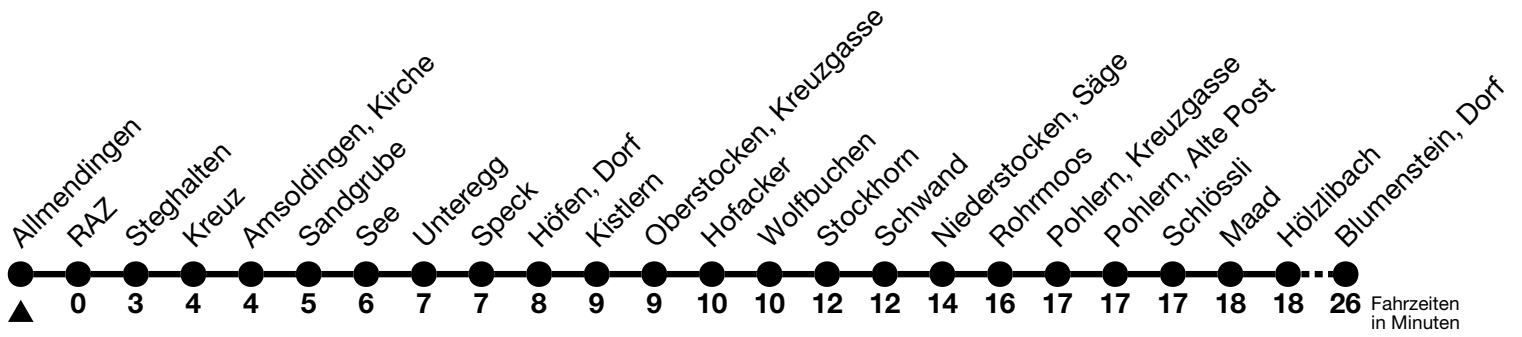 Allmendingen
RAZ
Steghalten
Kreuz
Amsoldingen, Kirche
Sandgrube
See
Unteregg
Speck
Höfen, Dorf
Kistlern
Oberstocken, Kreuzgasse
Hofacker
Wolfbuchen
Stockhorn
Schwand
Niederstocken, Säge
Rohrmoos
Pohlern, Kreuzgasse
Pohlern, Alte Post
Schlössli
Maad
Hölzlibach
Blumenstein, Dorf
0 3 4 4 5 6 7 7 8 9 9 10 10 12 12 14 16 17 17 17 18 18 26
Fahrzeiten
in Minuten